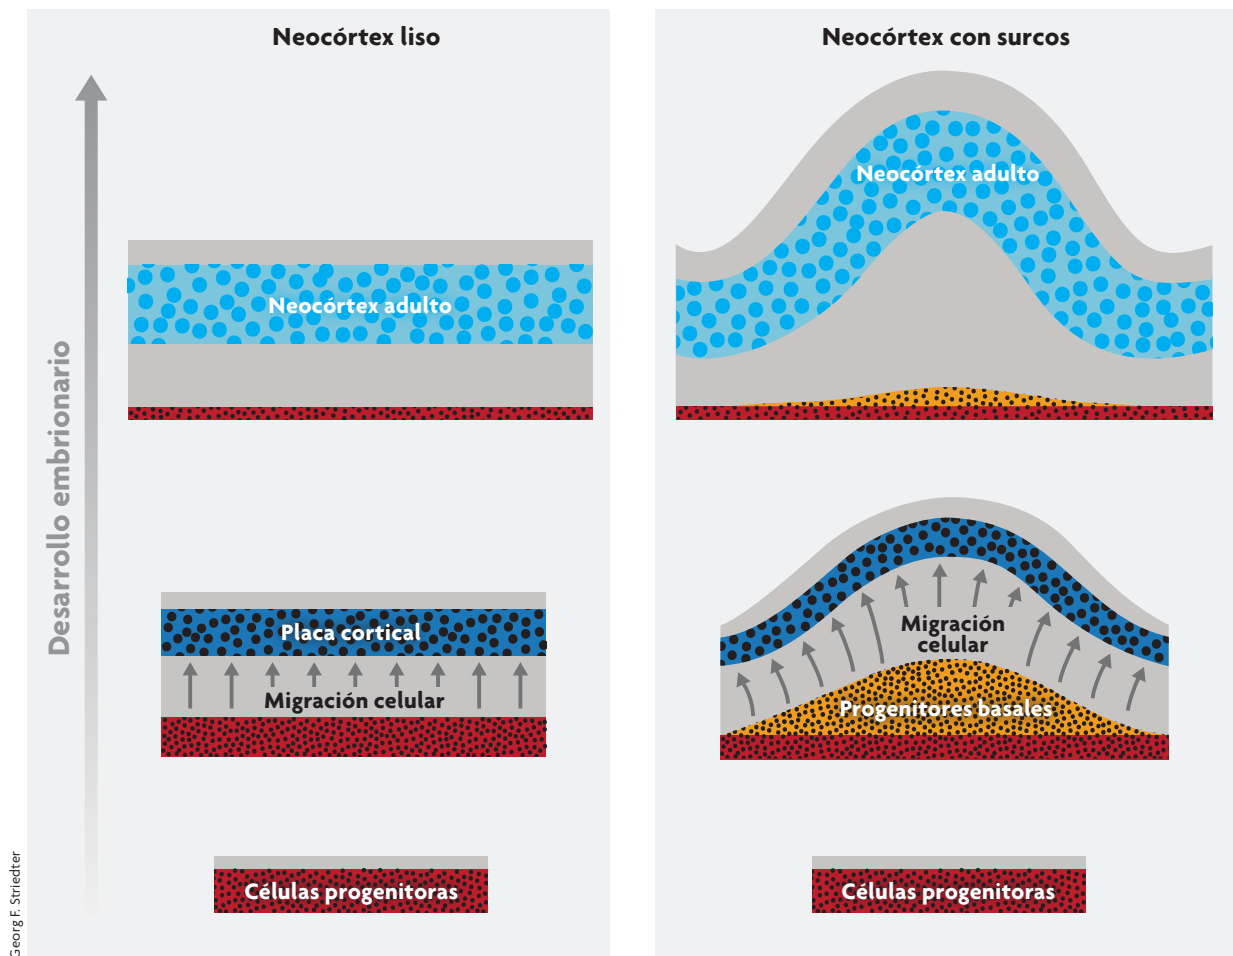 Neocórtex liso
Neocórtex adulto
Placa cortical
Migración celular
Células progenitoras
Desarrollo embrionario
Georg F. Striedter
Neocórtex con surcos
Neocórtex adulto
Migración
celular
Progenitores basales
Células progenitoras